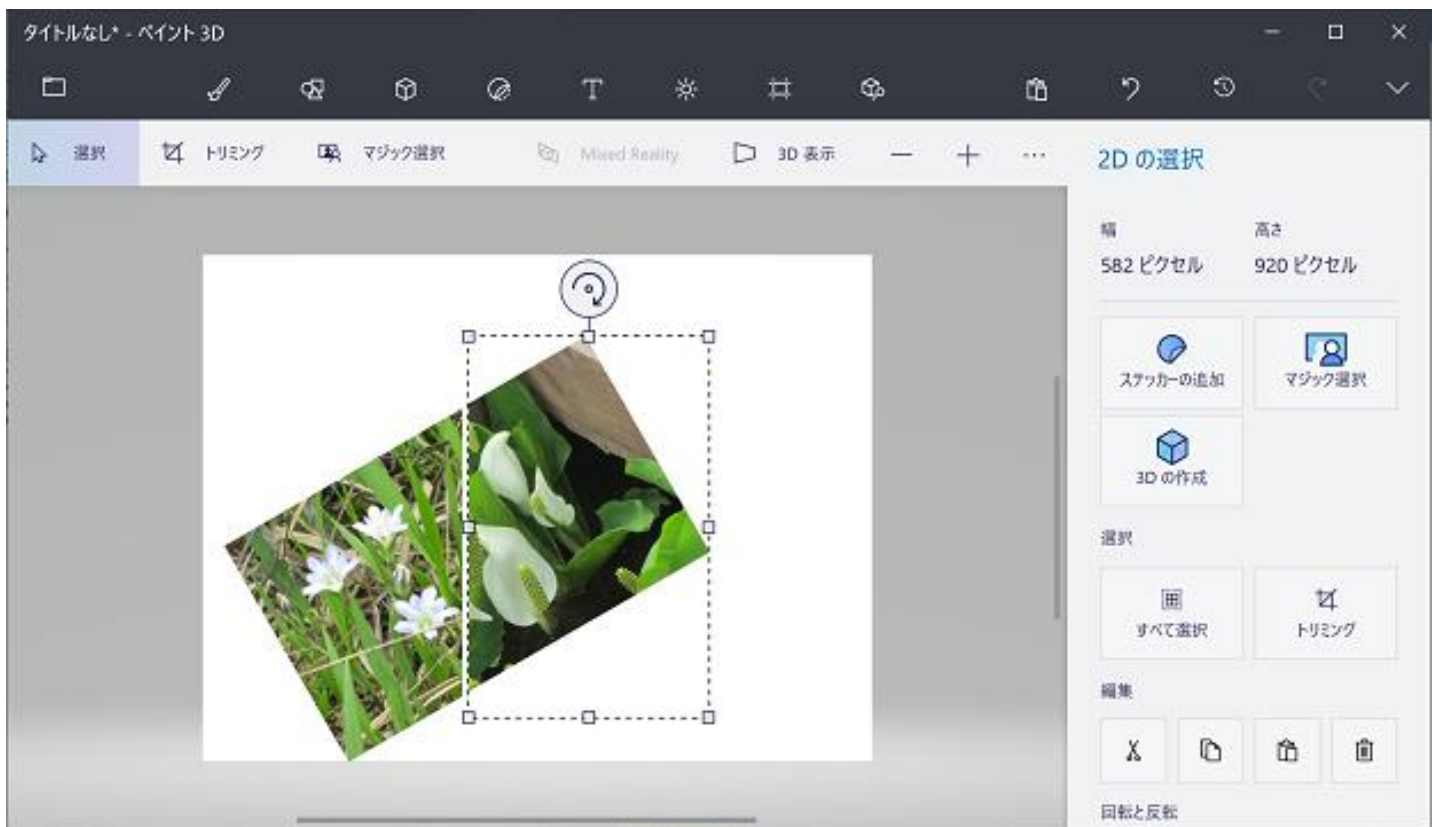 タイトルなし* - ペイント 3D
選択 トリミング マジック選択 Mixed Reality 3D 表示
2D の選択
幅 高さ
582 ピクセル 920 ピクセル
ステッカーの追加 マジック選択
3D の作成
選択
すべて選択 トリミング
編集
回転と反転